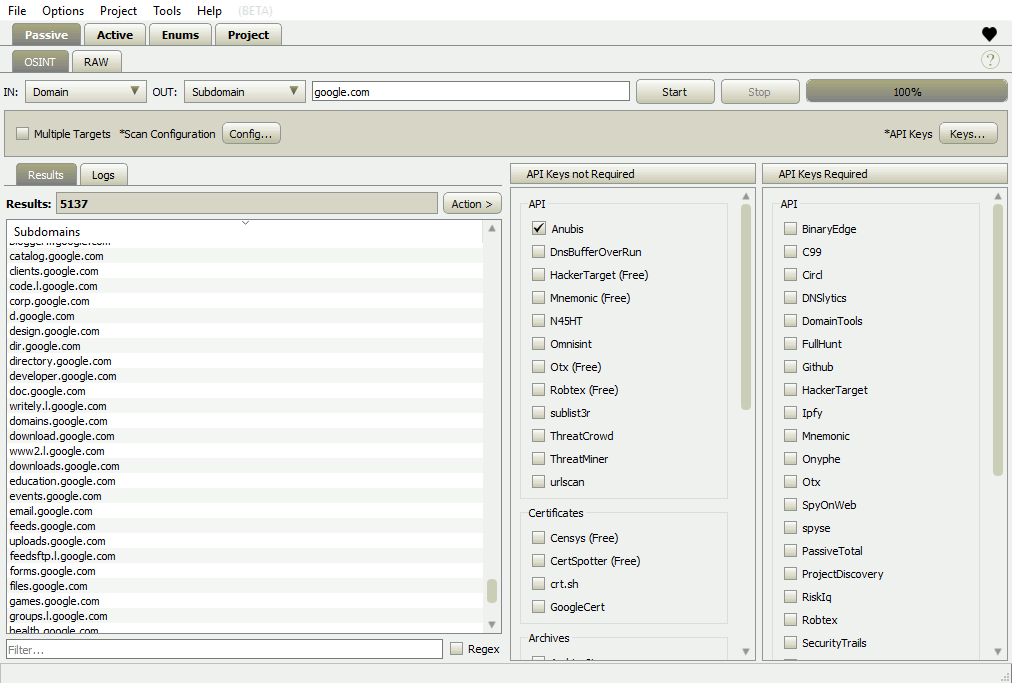 File Options Project Tools Help (BETA)
Passive Active Enums Project
OSINT RAW ?
IN: Domain OUT: Subdomain google.com Start Stop 100%
Multiple Targets *Scan Configuration Config... *API Keys Keys...
Results Logs
Results: 5137 Action >
Subdomains
catalog.google.com
clients.google.com
code.l.google.com
corp.google.com
d.google.com
design.google.com
dir.google.com
directory.google.com
developer.google.com
doc.google.com
writely.l.google.com
domains.google.com
download.google.com
www2.l.google.com
downloads.google.com
education.google.com
events.google.com
email.google.com
feeds.google.com
uploads.google.com
feedsftp.l.google.com
forms.google.com
files.google.com
games.google.com
groups.l.google.com
health.google.com
Filter... Regex
API Keys not Required
API
Anubis
DnsBufferOverRun
HackerTarget (Free)
Mnemonic (Free)
N45HT
Omnisint
Otx (Free)
Robtex (Free)
sublist3r
ThreatCrowd
ThreatMiner
urlscan
Certificates
Censys (Free)
CertSpotter (Free)
crt.sh
GoogleCert
Archives
API Keys Required
API
BinaryEdge
C99
Circl
DNSlytics
DomainTools
FullHunt
Github
HackerTarget
Ipfy
Mnemonic
Onyphe
Otx
SpyOnWeb
spyse
PassiveTotal
ProjectDiscovery
RiskIq
Robtex
SecurityTrails